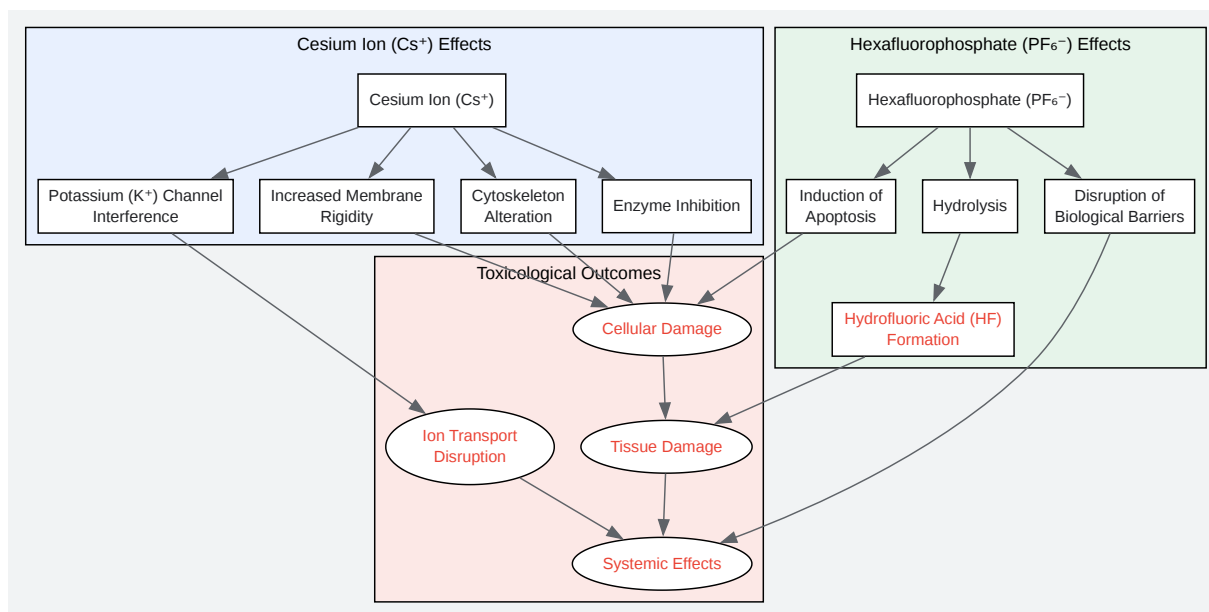 Cesium Ion (Cs⁺) Effects
Cesium Ion (Cs⁺)
Potassium (K⁺) Channel
Interference
Increased Membrane
Rigidity
Cytoskeleton
Alteration
Enzyme Inhibition
Hexafluorophosphate (PF₆⁻) Effects
Hexafluorophosphate (PF₆⁻)
Induction of
Apoptosis
Hydrolysis
Disruption of
Biological Barriers
Hydrofluoric Acid (HF)
Formation
Toxicological Outcomes
Cellular Damage
Ion Transport
Disruption
Tissue Damage
Systemic Effects